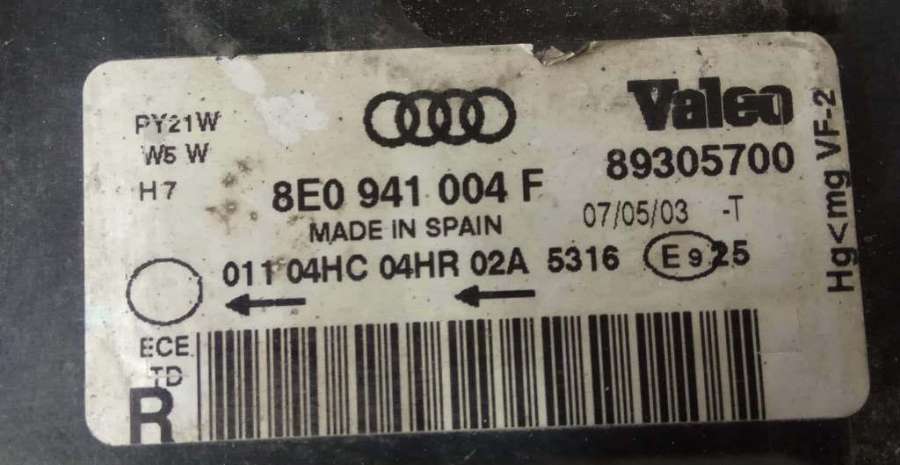 PY21W
W5 W
H7
Valeo
89305700
8E0 941 004 F
07/05/03 -T
MADE IN SPAIN
011 04HC 04HR 02A 5316 E9 25
Hg<mg VF-2
ECE
TD
R